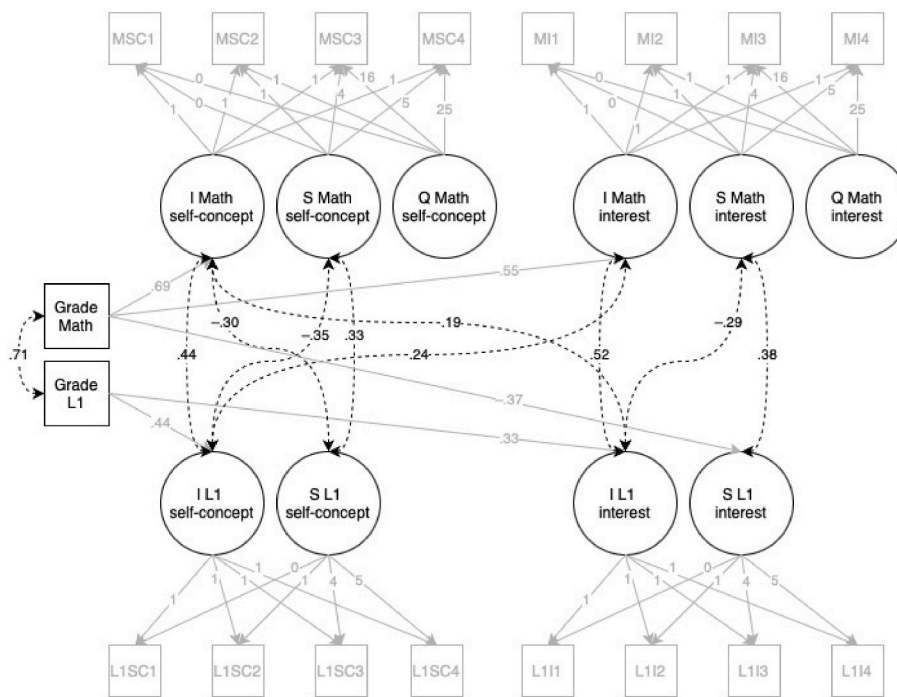 MSC1 MSC2 MSC3 MSC4 MI1 MI2 MI3 MI4
0 1 1 16 1 0 1 1 16 1
1 0 1 1 4 5 25 1 0 1 1 4 5 25
I Math
self-concept
S Math
self-concept
Q Math
self-concept
I Math
interest
S Math
interest
Q Math
interest
.69 .55
Grade
Math
–.30 .19 –.29
–.35 .33
.71 .44 .24 .52 .38
Grade
L1
–.37
.44 .33
I L1
self-concept
S L1
self-concept
I L1
interest
S L1
interest
0 1 0 1
1 1 1 1 4 5 1 1 1 1 4 5
L1SC1 L1SC2 L1SC3 L1SC4 L1I1 L1I2 L1I3 L1I4